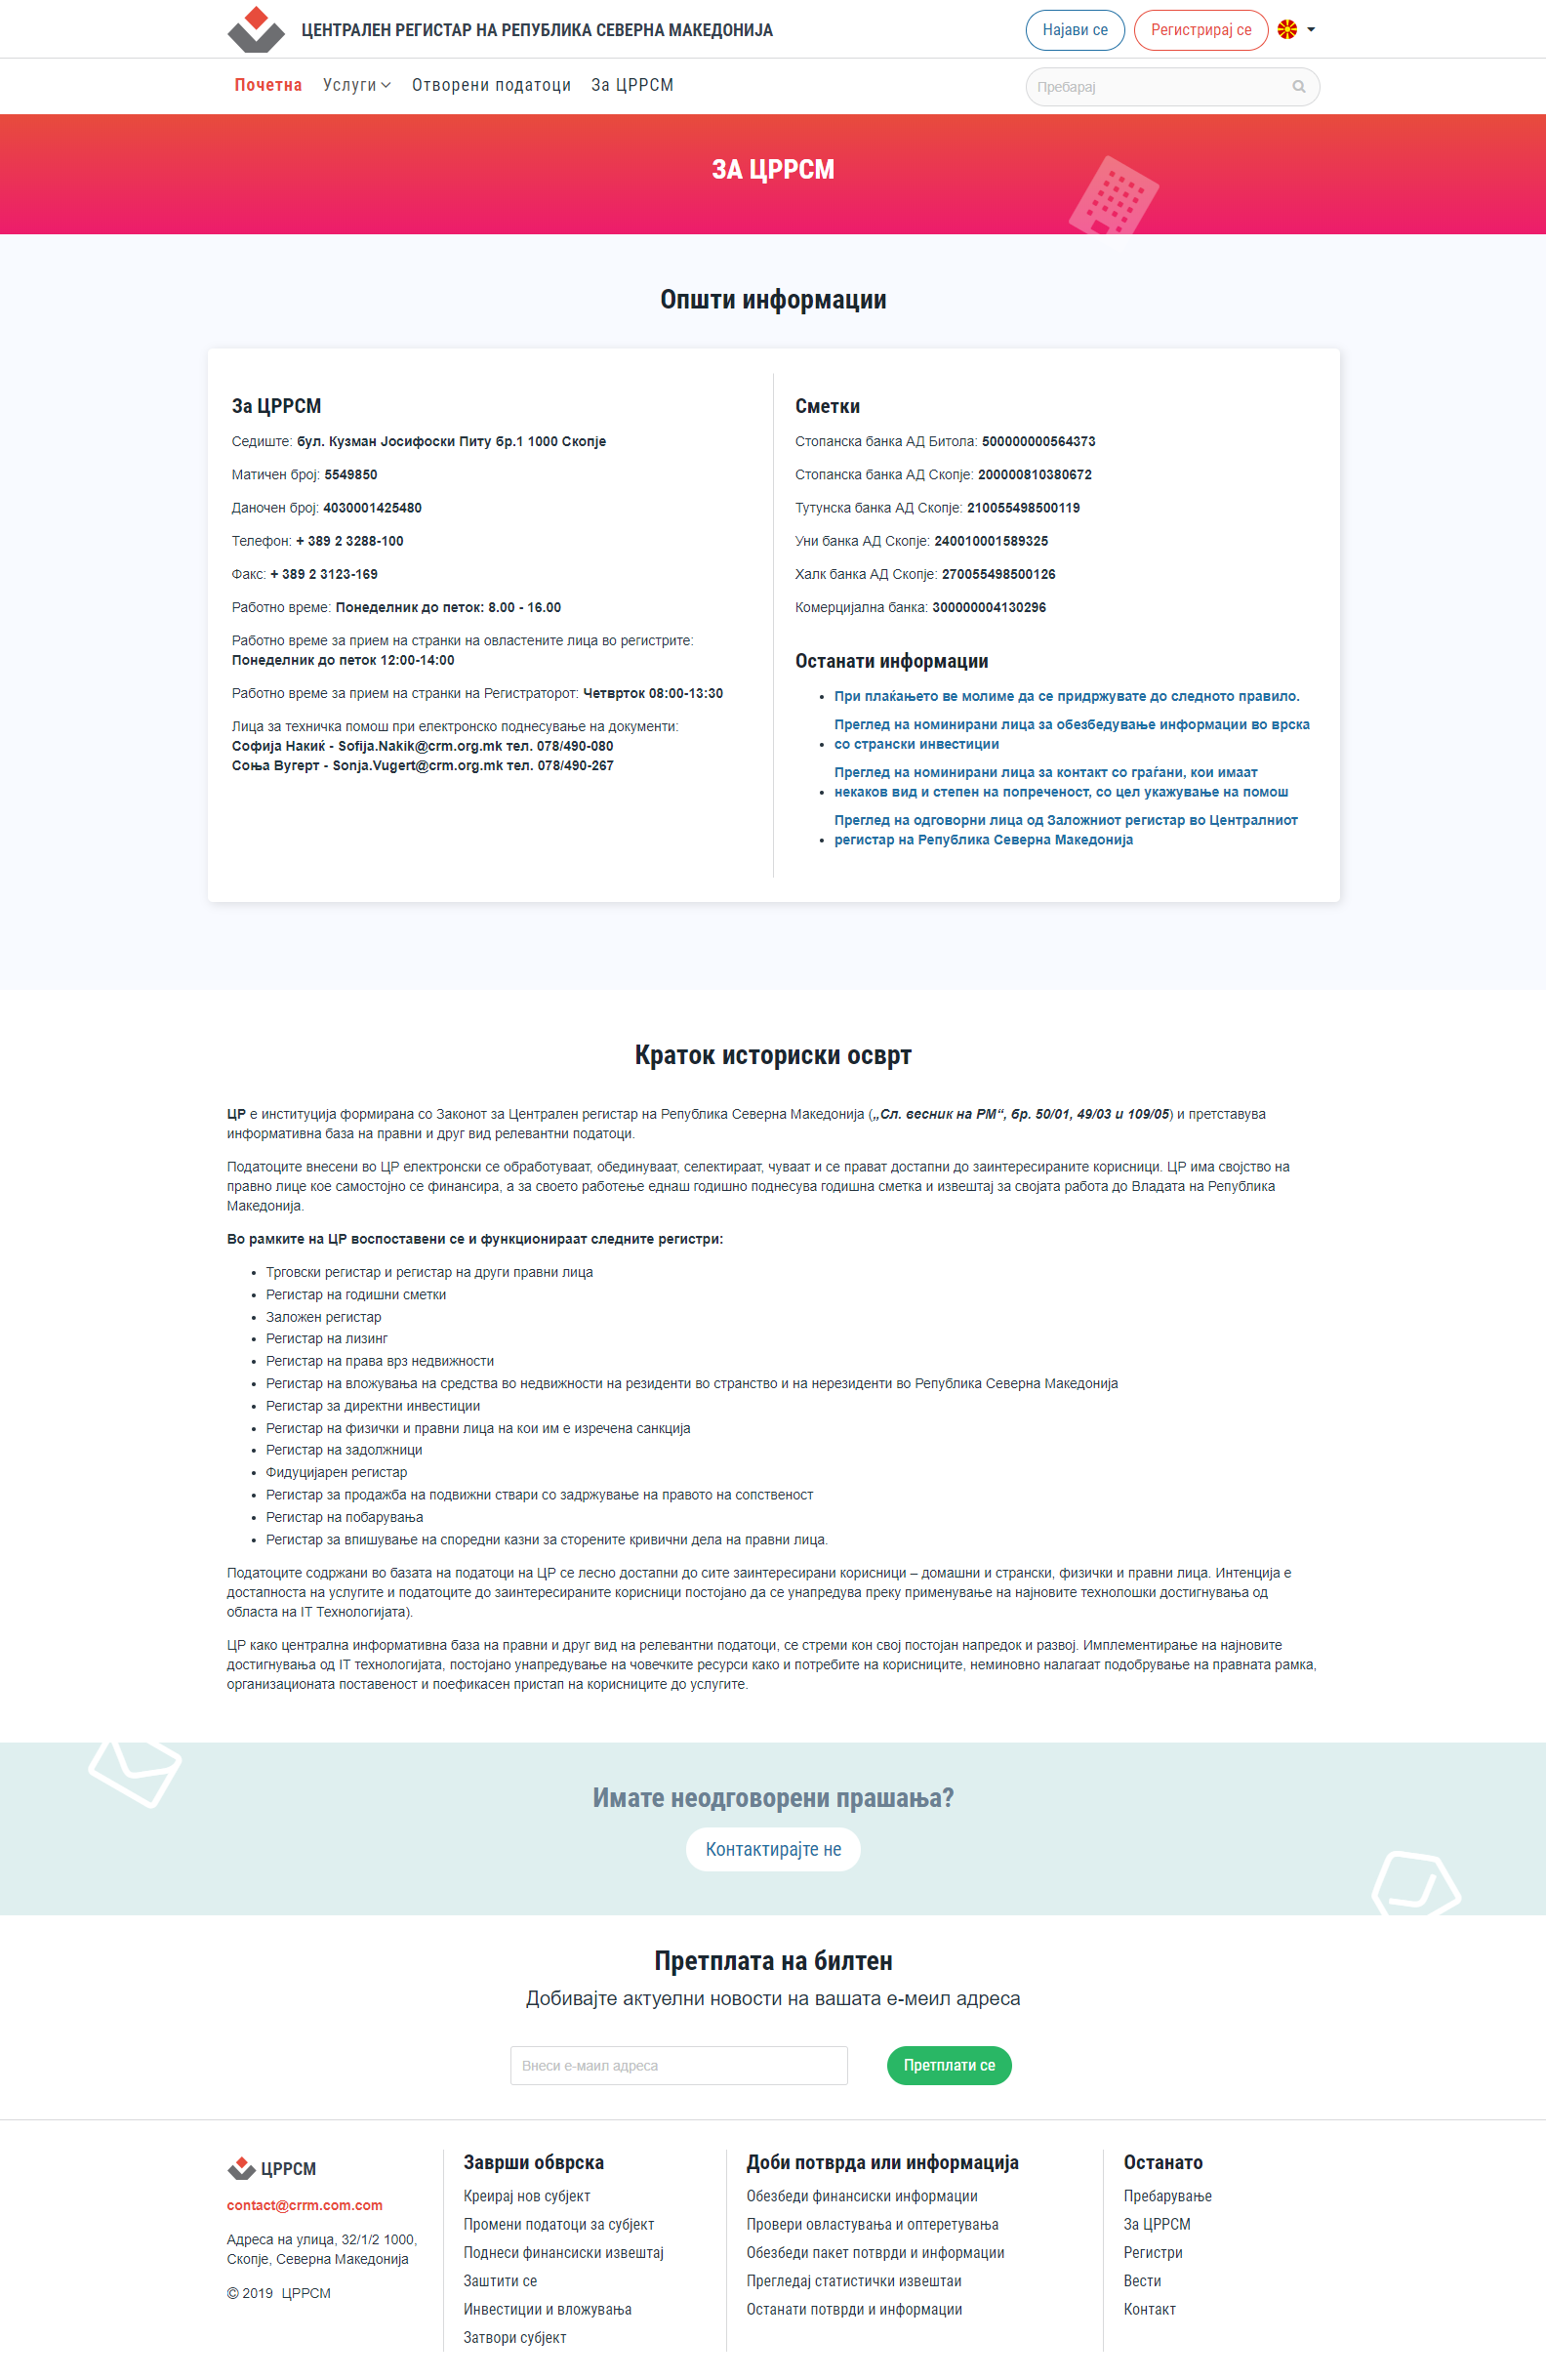 ЦЕНТРАЛЕН РЕГИСТАР НА РЕПУБЛИКА СЕВЕРНА МАКЕДОНИЈА
Најави се
Регистрирај се
Почетна
Услуги
Отворени податоци
За ЦРРСМ
Пребарај
ЗА ЦРРСМ
Општи информации
За ЦРРСМ
Седиште: бул. Кузман Јосифоски Питу бр.1 1000 Скопје
Матичен број: 5549850
Даночен број: 4030001425480
Телефон: + 389 2 3288-100
Факс: + 389 2 3123-169
Работно време: Понеделник до петок: 8.00 - 16.00
Работно време за прием на странки на овластените лица во регистрите:
Понеделник до петок 12:00-14:00
Работно време за прием на странки на Регистраторот: Четврток 08:00-13:30
Лица за техничка помош при електронско поднесување на документи:
Софија Накиќ - Sofija.Nakik@crm.org.mk тел. 078/490-080
Соња Вугерт - Sonja.Vugert@crm.org.mk тел. 078/490-267
Сметки
Стопанска банка АД Битола: 500000000564373
Стопанска банка АД Скопје: 200000810380672
Тутунска банка АД Скопје: 210055498500119
Уни банка АД Скопје: 240010001589325
Халк банка АД Скопје: 270055498500126
Комерцијална банка: 300000004130296
Останати информации
• При плаќањето ве молиме да се придржувате до следното правило.
Преглед на номинирани лица за обезбедување информации во врска
• со странски инвестиции
Преглед на номинирани лица за контакт со граѓани, кои имаат
• некаков вид и степен на попреченост, со цел укажување на помош
Преглед на одговорни лица од Заложниот регистар во Централниот
• регистар на Република Северна Македонија
Краток историски осврт
ЦР е институција формирана со Законот за Централен регистар на Република Северна Македонија („Сл. весник на РМ“, бр. 50/01, 49/03 и 109/05) и претставува
информативна база на правни и друг вид релевантни податоци.
Податоците внесени во ЦР електронски се обработуваат, обединуваат, селектираат, чуваат и се прават достапни до заинтересираните корисници. ЦР има својство на
правно лице кое самостојно се финансира, а за своето работење еднаш годишно поднесува годишна сметка и извештај за својата работа до Владата на Република
Македонија.
Во рамките на ЦР воспоставени се и функционираат следните регистри:
• Трговски регистар и регистар на други правни лица
• Регистар на годишни сметки
• Заложен регистар
• Регистар на лизинг
• Регистар на права врз недвижности
• Регистар на вложувања на средства во недвижности на резиденти во странство и на нерезиденти во Република Северна Македонија
• Регистар за директни инвестиции
• Регистар на физички и правни лица на кои им е изречена санкција
• Регистар на задолжници
• Фидуцијарен регистар
• Регистар за продажба на подвижни ствари со задржување на правото на сопственост
• Регистар на побарувања
• Регистар за впишување на споредни казни за сторените кривични дела на правни лица.
Податоците содржани во базата на податоци на ЦР се лесно достапни до сите заинтересирани корисници – домашни и странски, физички и правни лица. Интенција е
достапноста на услугите и податоците до заинтересираните корисници постојано да се унапредува преку применување на најновите технолошки достигнувања од
областа на IT Технологијата).
ЦР како централна информативна база на правни и друг вид на релевантни податоци, се стреми кон свој постојан напредок и развој. Имплементирање на најновите
достигнувања од IT технологијата, постојано унапредување на човечките ресурси како и потребите на корисниците, неминовно налагаат подобрување на правната рамка,
организационата поставеност и поефикасен пристап на корисниците до услугите.
Имате неодговорени прашања?
Контактирајте не
Претплата на билтен
Добивајте актуелни новости на вашата е-меил адреса
Внеси е-маил адреса
Претплати се
ЦРРСМ
contact@crrm.com.com
Адреса на улица, 32/1/2 1000,
Скопје, Северна Македонија
© 2019 ЦРРСМ
Заврши обврска
Креирај нов субјект
Промени податоци за субјект
Поднеси финансиски извештај
Заштити се
Инвестиции и вложувања
Затвори субјект
Доби потврда или информација
Обезбеди финансиски информации
Провери овластувања и оптеретувања
Обезбеди пакет потврди и информации
Прегледај статистички извештаи
Останати потврди и информации
Останато
Пребарување
За ЦРРСМ
Регистри
Вести
Контакт